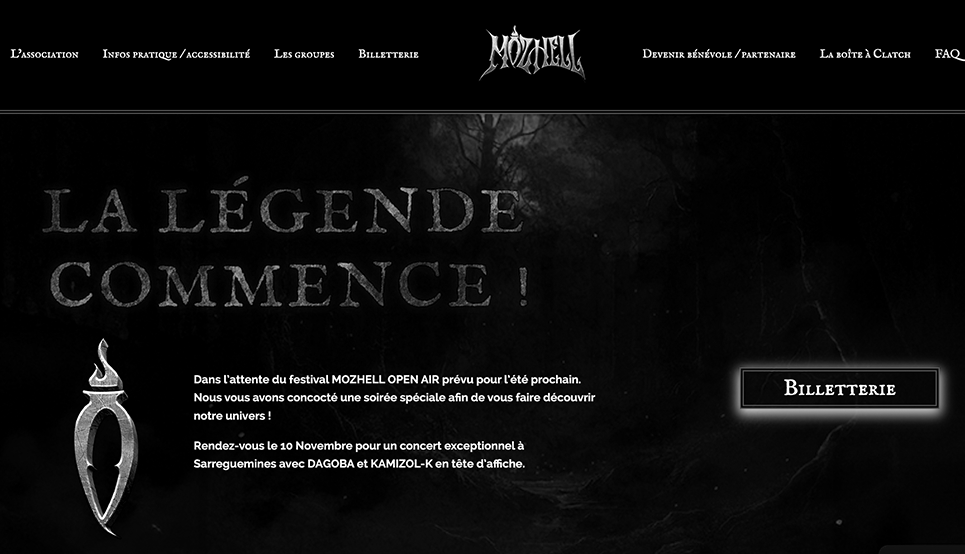 L'association
Infos pratique / accessibilité
Les groupes
Billetterie
MÖZHELL
Devenir bénévole / partenaire
La boîte à Clatch
FAQ
LA LÉGENDE
COMMENCE !
Dans l'attente du festival MOZHELL OPEN AIR prévu pour l'été prochain.
Nous vous avons concocté une soirée spéciale afin de vous faire découvrir
notre univers !
Rendez-vous le 10 Novembre pour un concert exceptionnel à
Sarreguemines avec DAGOBA et KAMIZOL-K en tête d'affiche.
Billetterie